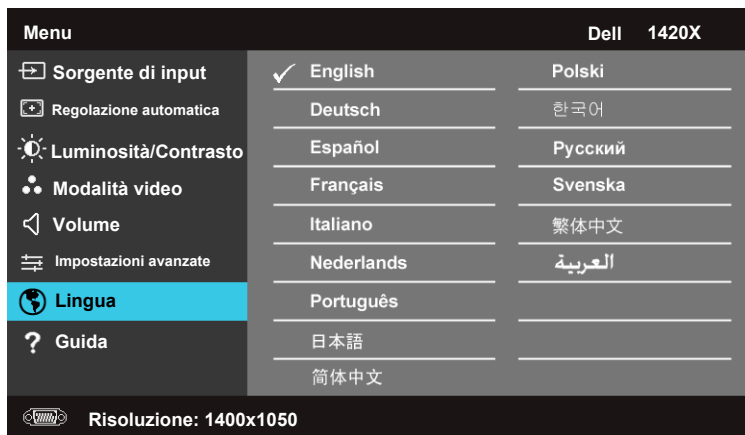 Menu
Dell 1420X
Sorgente di input
Regolazione automatica
Luminosità/Contrasto
Modalità video
Volume
Impostazioni avanzate
Lingua
Guida
English
Deutsch
Español
Français
Italiano
Nederlands
Português
日本語
简体中文
Polski
한국어
Русский
Svenska
繁体中文
العربية
Risoluzione: 1400x1050